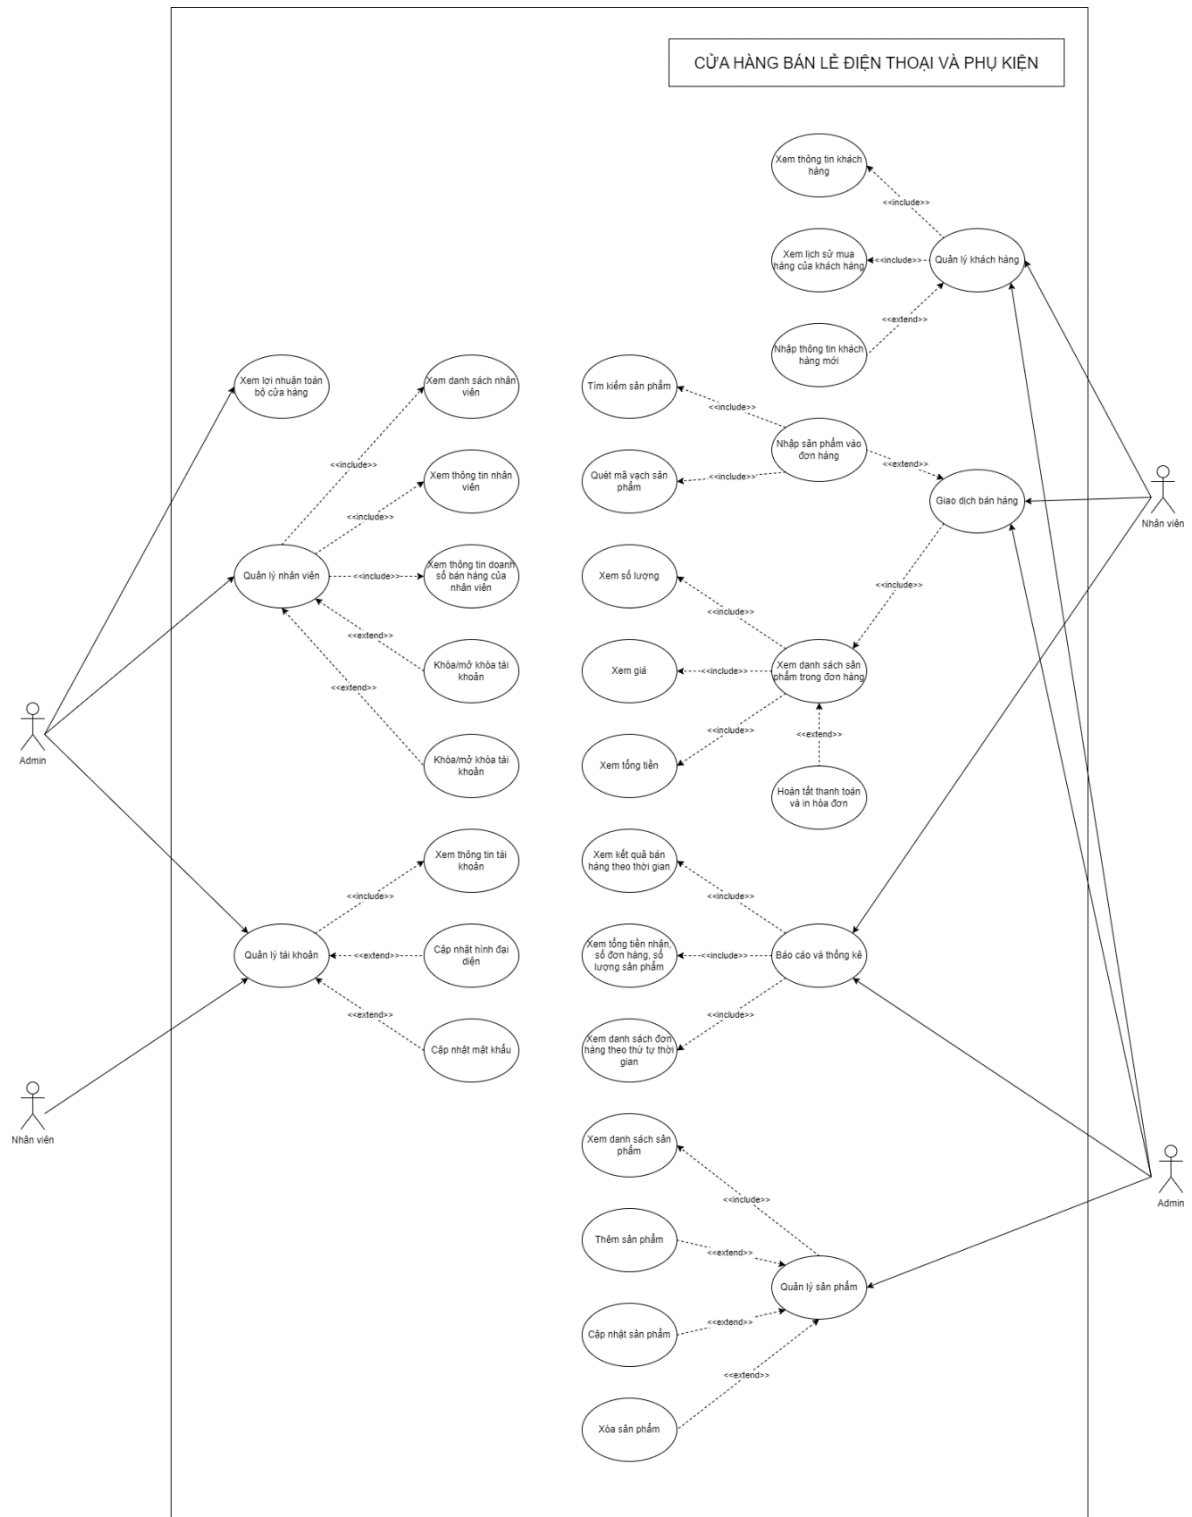 CỬA HÀNG BÁN LẺ ĐIỆN THOẠI VÀ PHỤ KIỆN
Xem thông tin khách
hàng
<<include>>
Xem lịch sử mua
hàng của khách hàng
<<include>>
Quản lý khách hàng
<<extend>>
Nhập thông tin khách
hàng mới
Xem lợi nhuận toàn
bộ cửa hàng
Xem danh sách nhân
viên
Tìm kiếm sản phẩm
<<include>>
Nhập sản phẩm vào
đơn hàng
<<extend>>
<<include>>
Xem thông tin nhân
viên
Quét mã vạch sản
phẩm
<<include>>
Giao dịch bán hàng
Nhân viên
<<include>>
Quản lý nhân viên
<<include>>
Xem thông tin doanh
số bán hàng của
nhân viên
Xem số lượng
<<include>>
<<include>>
<<extend>>
Khóa/mở khóa tài
khoản
Xem giá
<<include>>
Xem danh sách sản
phẩm trong đơn hàng
<<extend>>
<<include>>
<<extend>>
Admin
Khóa/mở khóa tài
khoản
Xem tổng tiền
Hoàn tất thanh toán
và in hóa đơn
Xem thông tin tài
khoản
Xem kết quả bán
hàng theo thời gian
<<include>>
<<include>>
Quản lý tài khoản
<<extend>>
Cập nhật hình đại
diện
Xem tổng tiền nhận,
số đơn hàng, số
lượng sản phẩm
<<include>>
Báo cáo và thống kê
<<extend>>
<<include>>
Cập nhật mật khẩu
Xem danh sách đơn
hàng theo thứ tự thời
gian
Nhân viên
Xem danh sách sản
phẩm
<<include>>
Admin
Thêm sản phẩm
<<extend>>
Quản lý sản phẩm
Cập nhật sản phẩm
<<extend>>
<<extend>>
Xóa sản phẩm